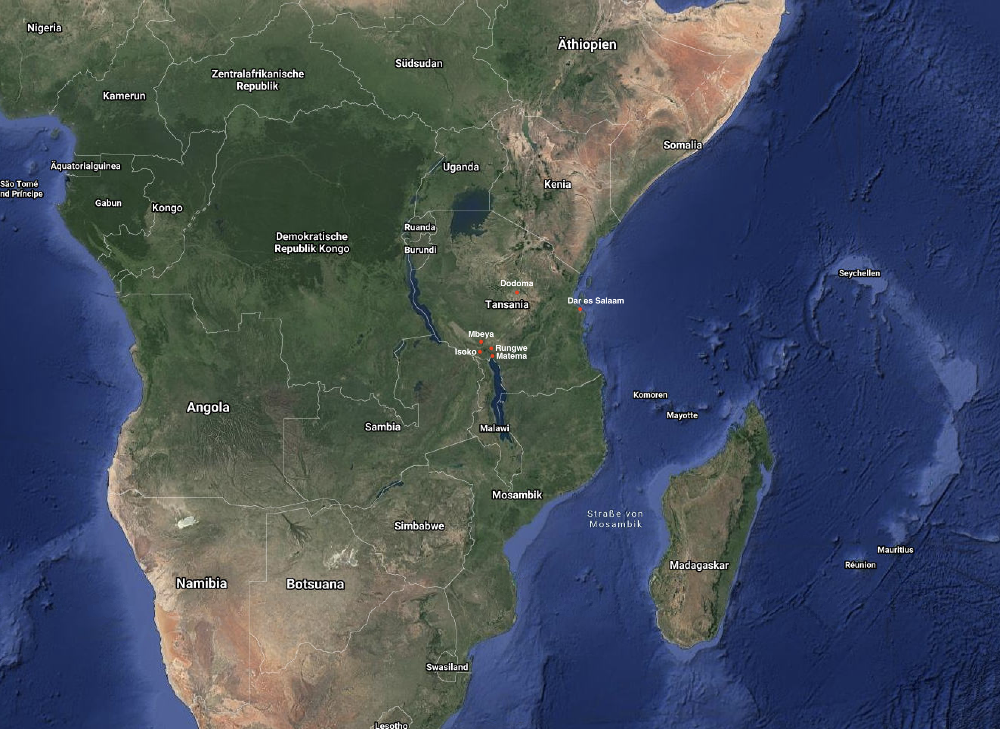 Nigeria
Äthiopien
Südsudan
Zentralafrikanische
Republik
Kamerun
Somalia
Äquatorialguinea
Uganda
São Tomé
nd Príncipe
Kenia
Gabun
Kongo
Ruanda
Demokratische
Republik Kongo
Burundi
Seychellen
Dodoma
Dar es Salaam
Tansania
Mbeya
Rungwe
Isoko
Matema
Komoren
Angola
Mayotte
Sambia
Malawi
Mosambik
Straße von
Mosambik
Simbabwe
Mauritius
Réunion
Madagaskar
Namibia
Botsuana
Swasiland
Lesotho